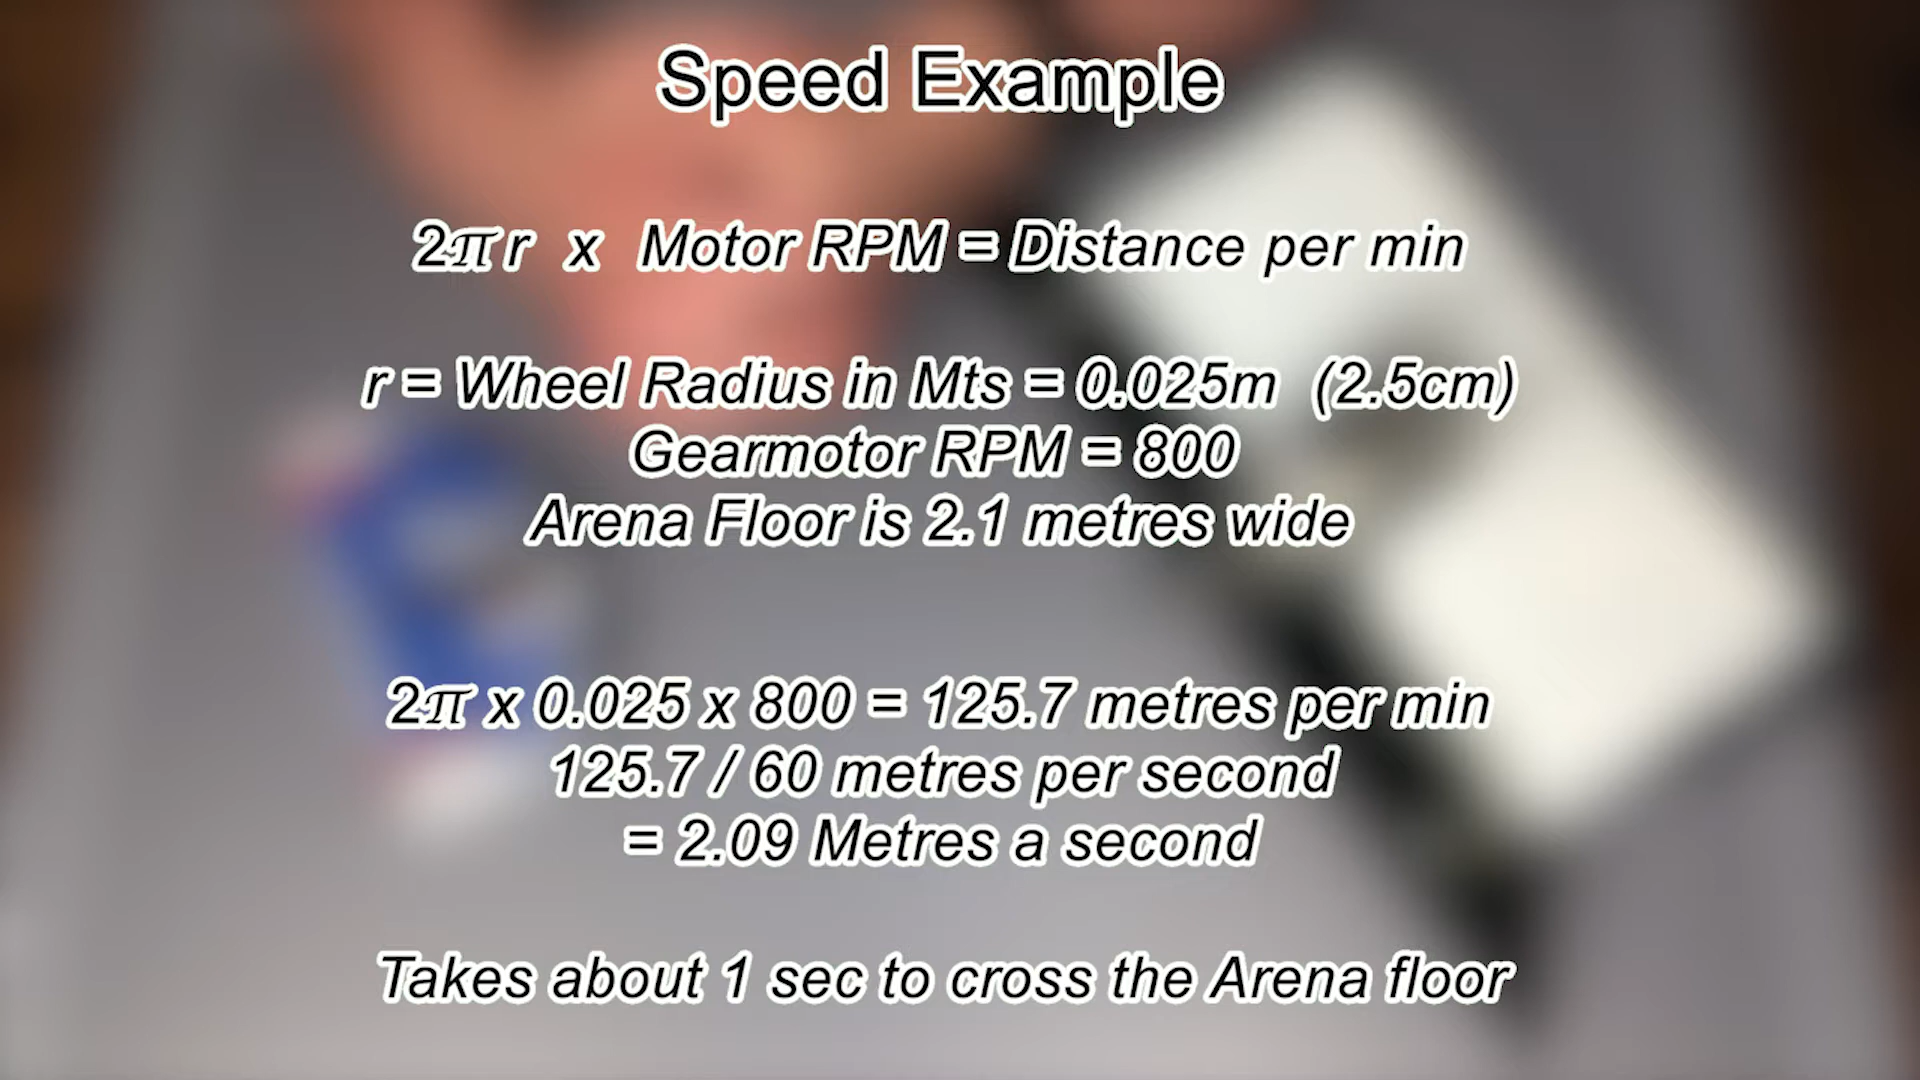 Speed Example
2π r x Motor RPM = Distance per min
r = Wheel Radius in Mts = 0.025m (2.5cm)
Gearmotor RPM = 800
Arena Floor is 2.1 metres wide
2π x 0.025 x 800 = 125.7 metres per min
125.7 / 60 metres per second
= 2.09 Metres a second
Takes about 1 sec to cross the Arena floor